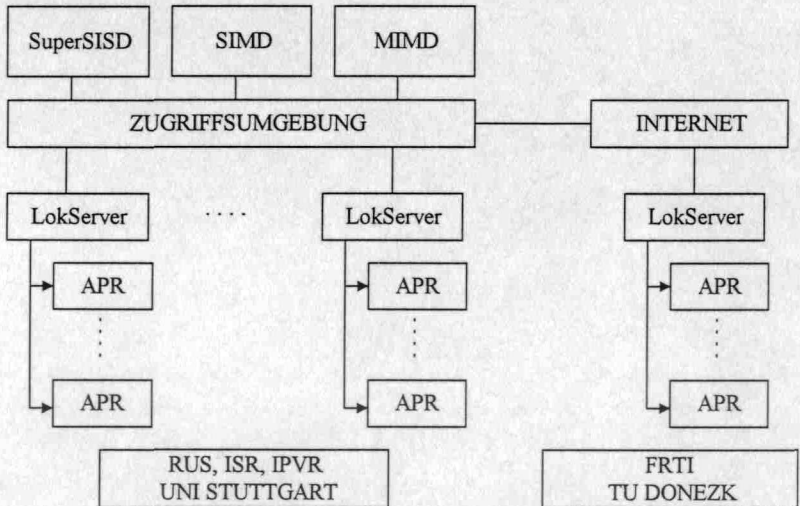 SuperSISD
SIMD
MIMD
ZUGRIFFSUMGEBUNG
INTERNET
LokServer
....
LokServer
LokServer
APR
APR
APR
APR
APR
APR
RUS, ISR, IPVR
UNI STUTTGART
FRTI
TU DONEZK